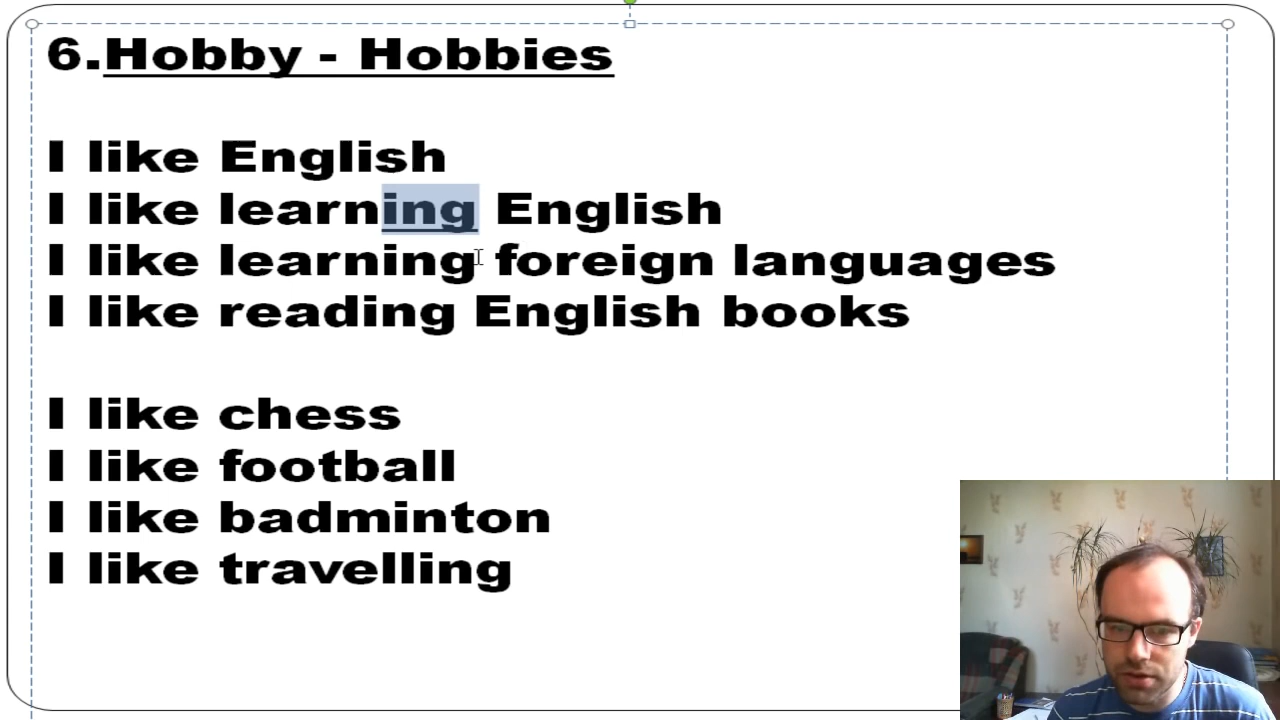 6.Hobby - Hobbies
I like English
I like learning English
I like learning foreign languages
I like reading English books
I like chess
I like football
I like badminton
I like travelling